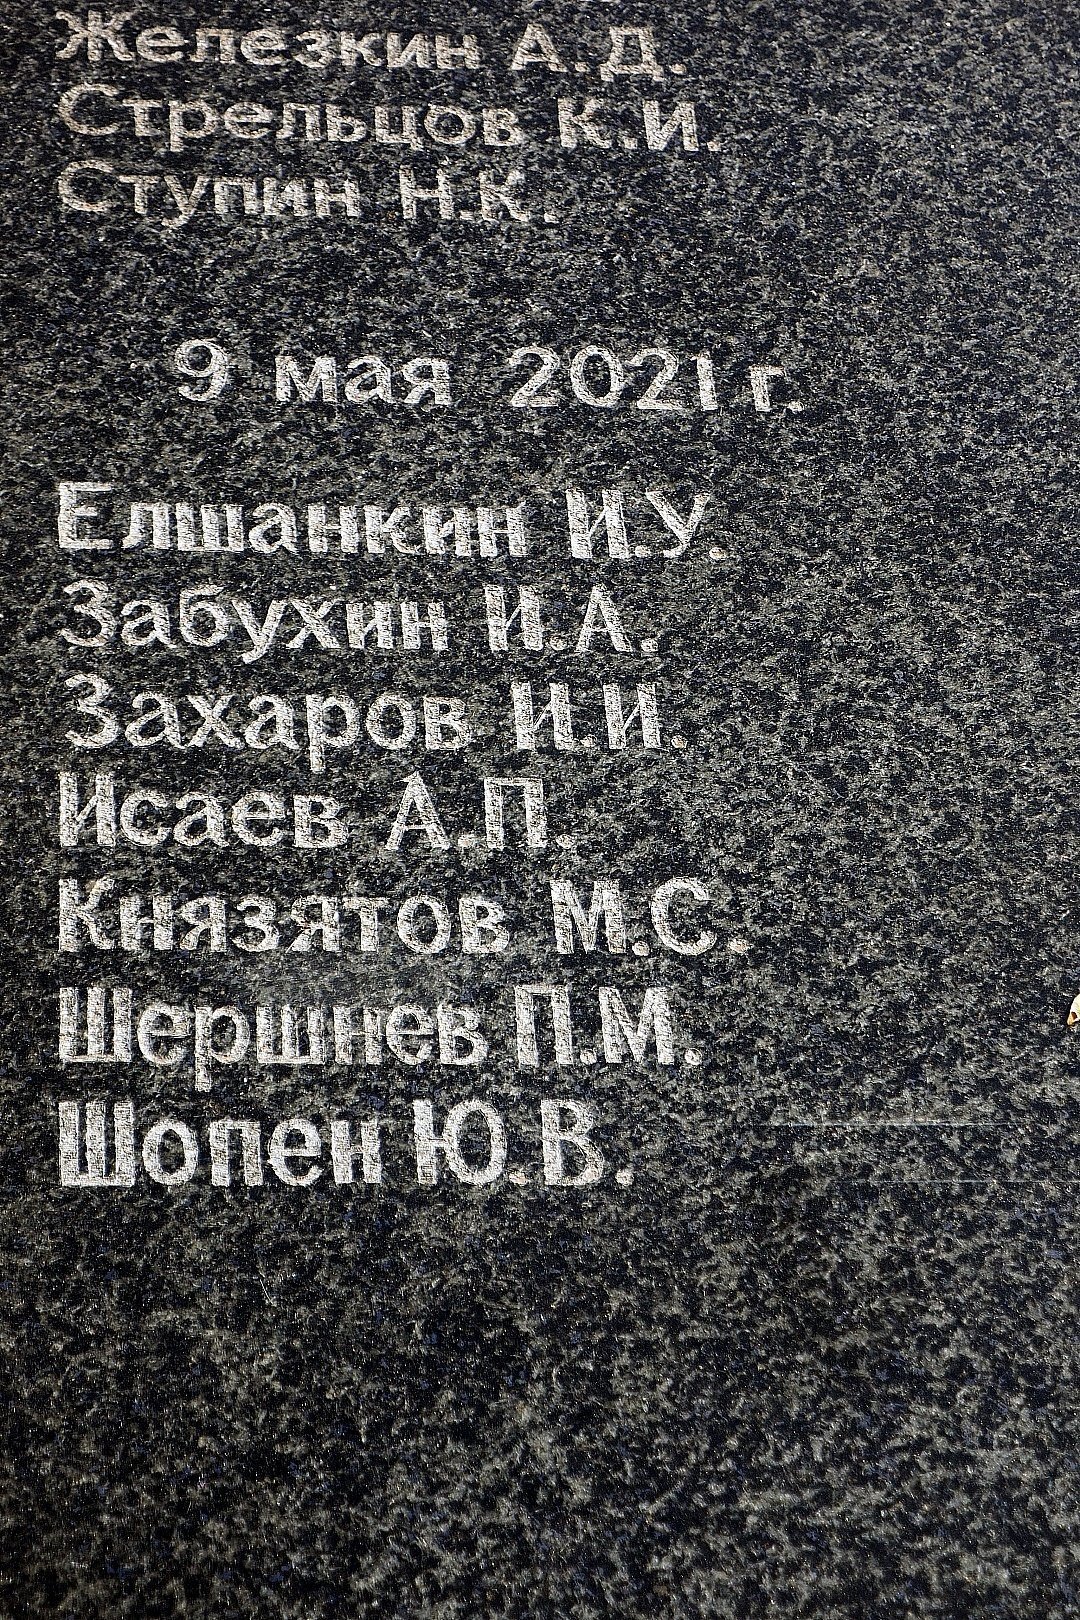 Железкин А.Д.
Стрельцов К.И.
Ступин Н.К.
9 мая 2021 г.
Елшанкин И.У.
Забухин И.А.
Захаров И.И.
Исаев А.П.
Князятов М.С.
Шершнев П.М.
Шопен Ю.В.